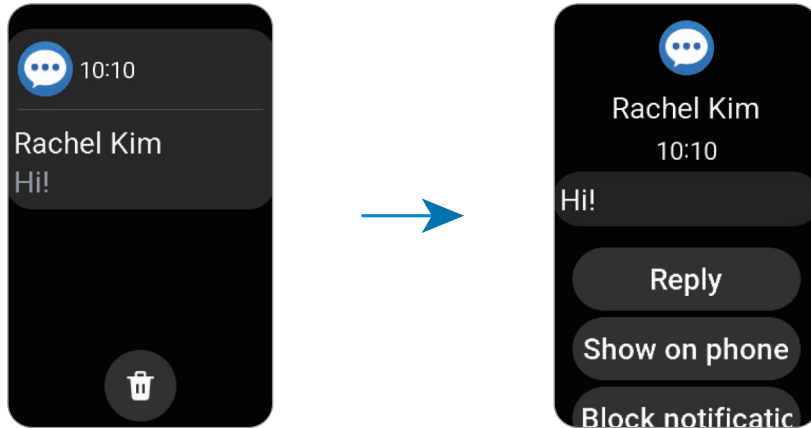 10:10
Rachel Kim
Hi!
Rachel Kim
10:10
Hi!
Reply
Show on phone
Block notificatic